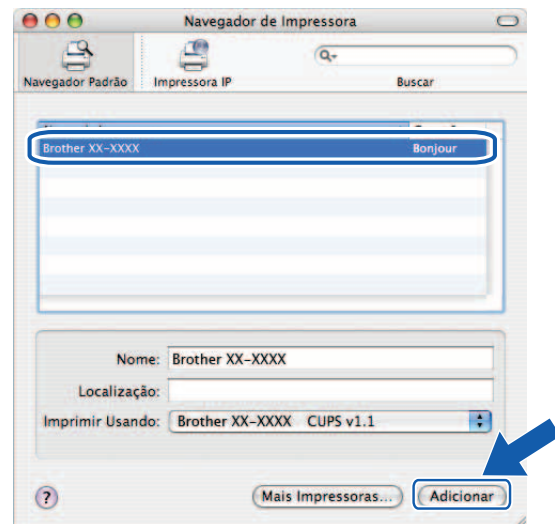 Navegador de Impressora
Navegador Padrão
Impressora IP
Buscar
Brother XX-XXXX Bonjour
Nome: Brother XX-XXXX
Localização:
Imprimir Usando: Brother XX-XXXX CUPS v1.1
? Mais Impressoras... Adicionar